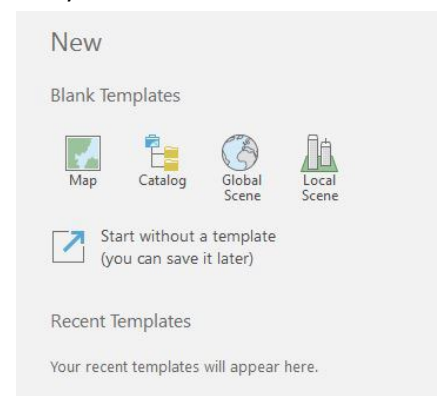 New
Blank Templates
Map
Catalog
Global
Scene
Local
Scene
Start without a template
(you can save it later)
Recent Templates
Your recent templates will appear here.